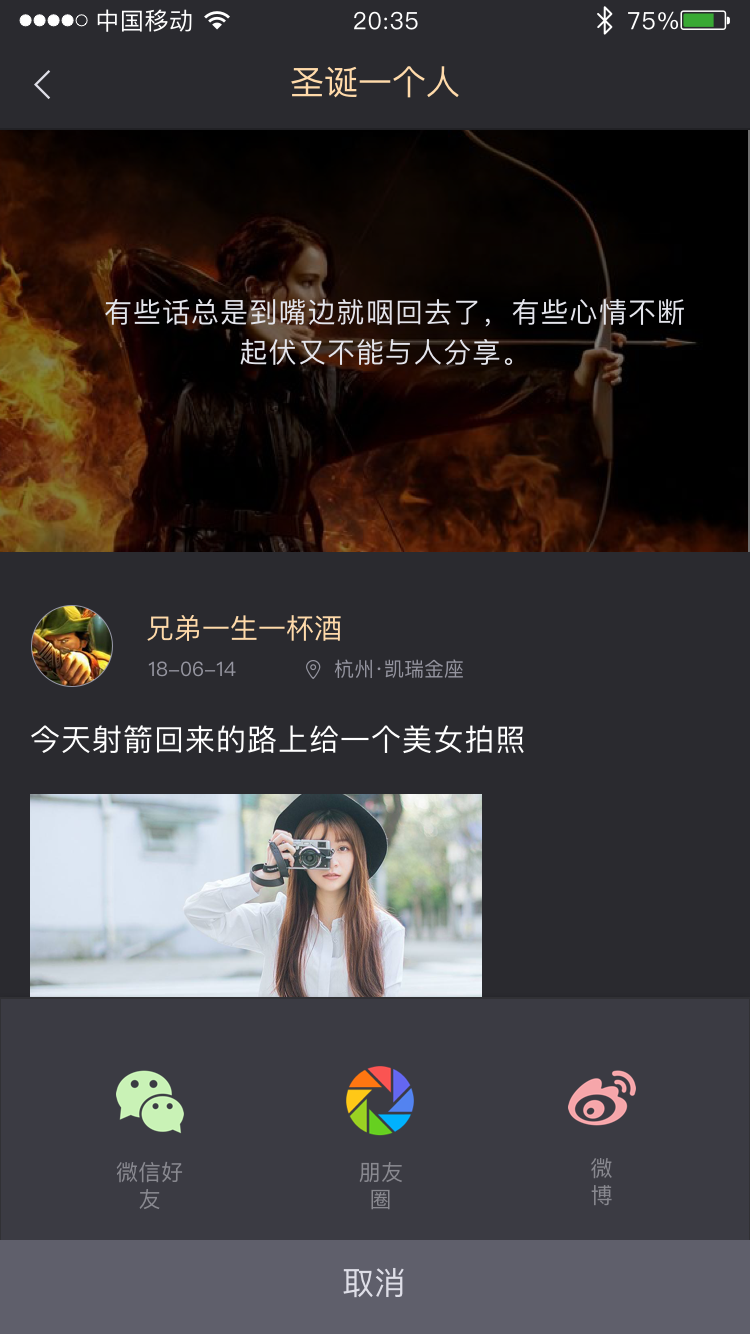 中国移动 20:35 75%
圣诞一个人
有些话总是到嘴边就咽回去了，有些心情不断
起伏又不能与人分享。
兄弟一生一杯酒
18-06-14 杭州·凯瑞金座
今天射箭回来的路上给一个美女拍照
微信好
友
朋友
圈
微
博
取消